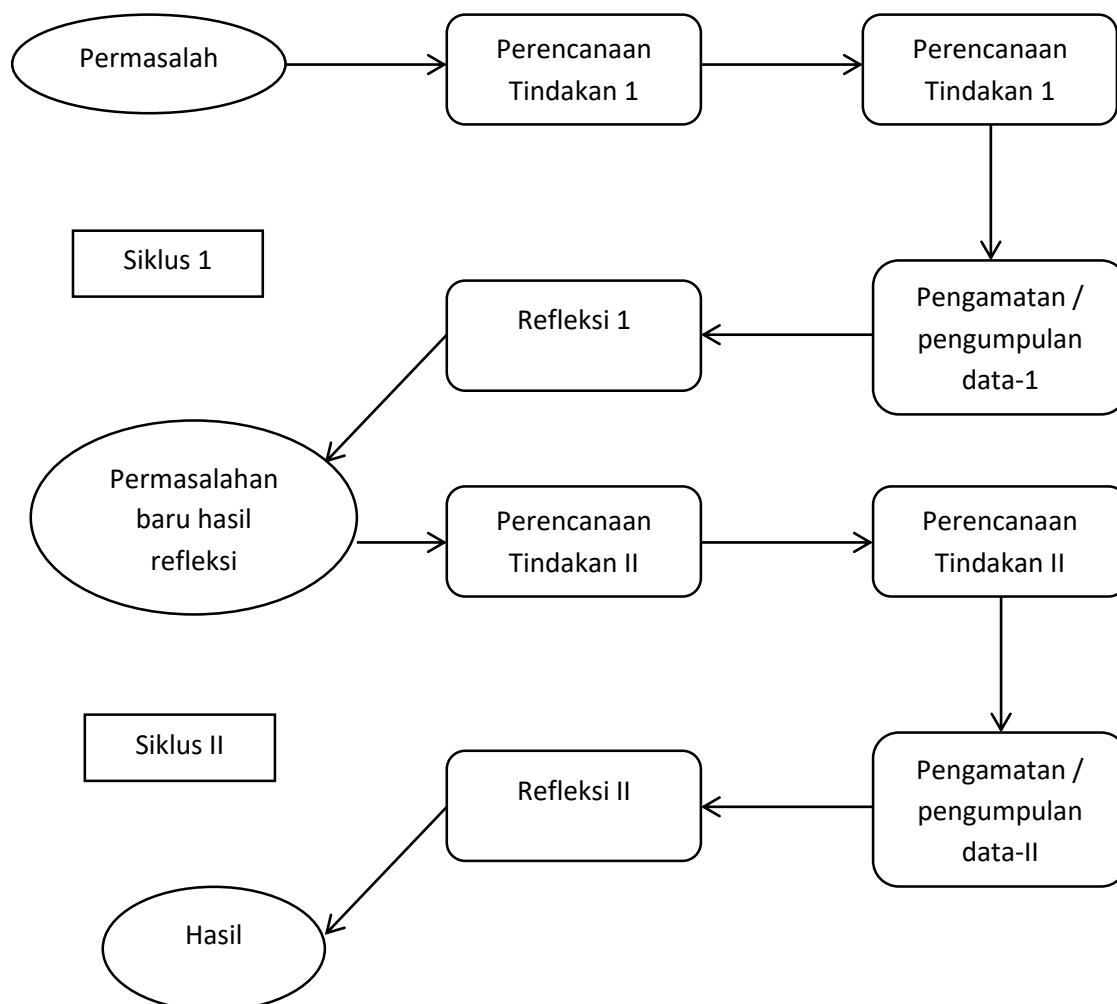 Permasalah
Perencanaan
Tindakan 1
Perencanaan
Tindakan 1
Siklus 1
Refleksi 1
Pengamatan /
pengumpulan
data-1
Permasalahan
baru hasil
refleksi
Perencanaan
Tindakan II
Perencanaan
Tindakan II
Siklus II
Refleksi II
Pengamatan /
pengumpulan
data-II
Hasil